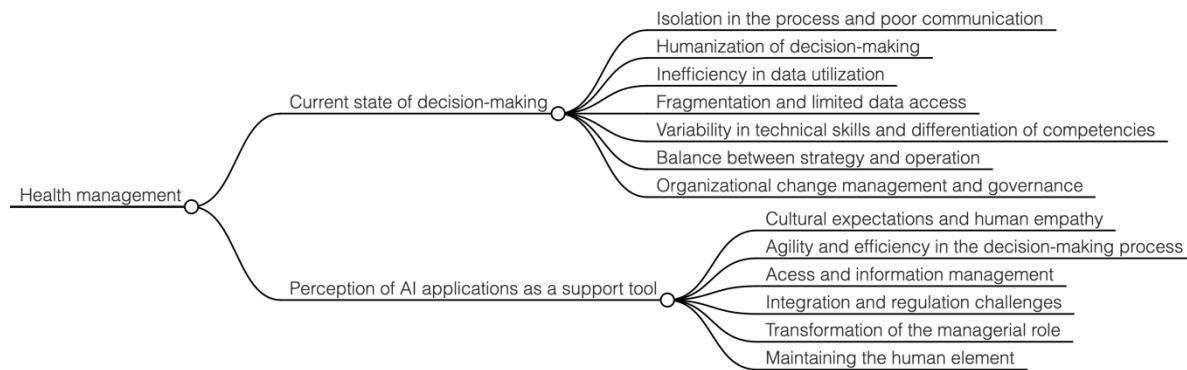 Health management
Current state of decision-making
Isolation in the process and poor communication
Humanization of decision-making
Inefficiency in data utilization
Fragmentation and limited data access
Variability in technical skills and differentiation of competencies
Balance between strategy and operation
Organizational change management and governance
Perception of AI applications as a support tool
Cultural expectations and human empathy
Agility and efficiency in the decision-making process
Acess and information management
Integration and regulation challenges
Transformation of the managerial role
Maintaining the human element